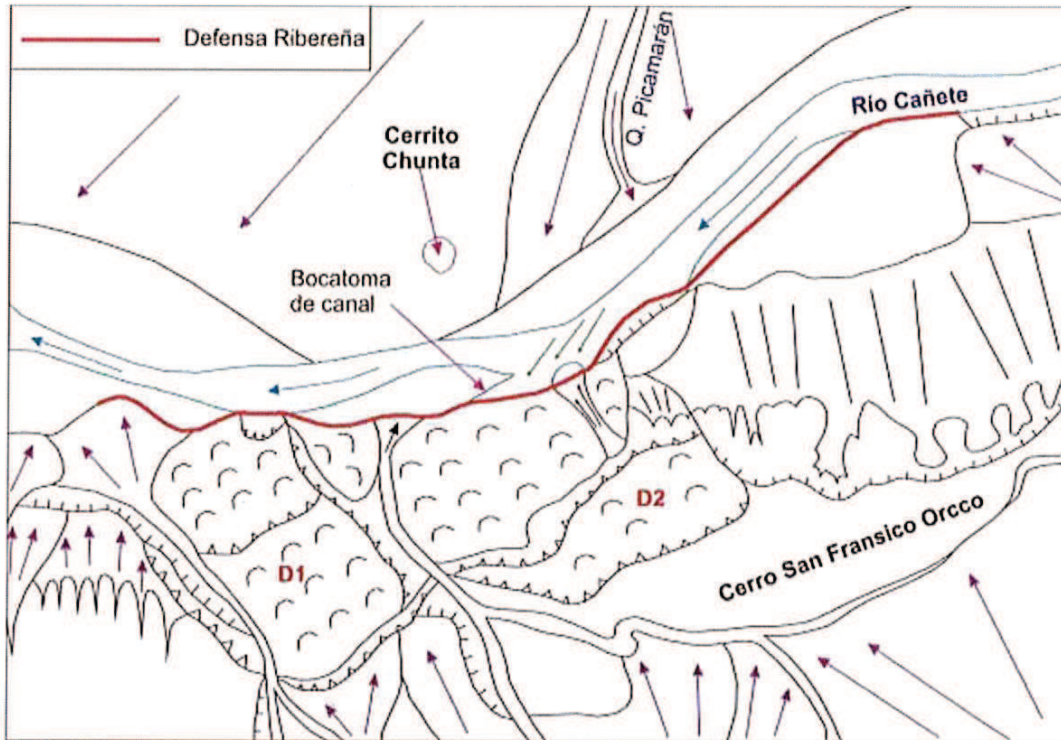 Defensa Ribereña
Q. Picamarán
Río Cañete
Cerrito
Chunta
Bocatoma
de canal
D2
D1
Cerro San Fransico Orcco